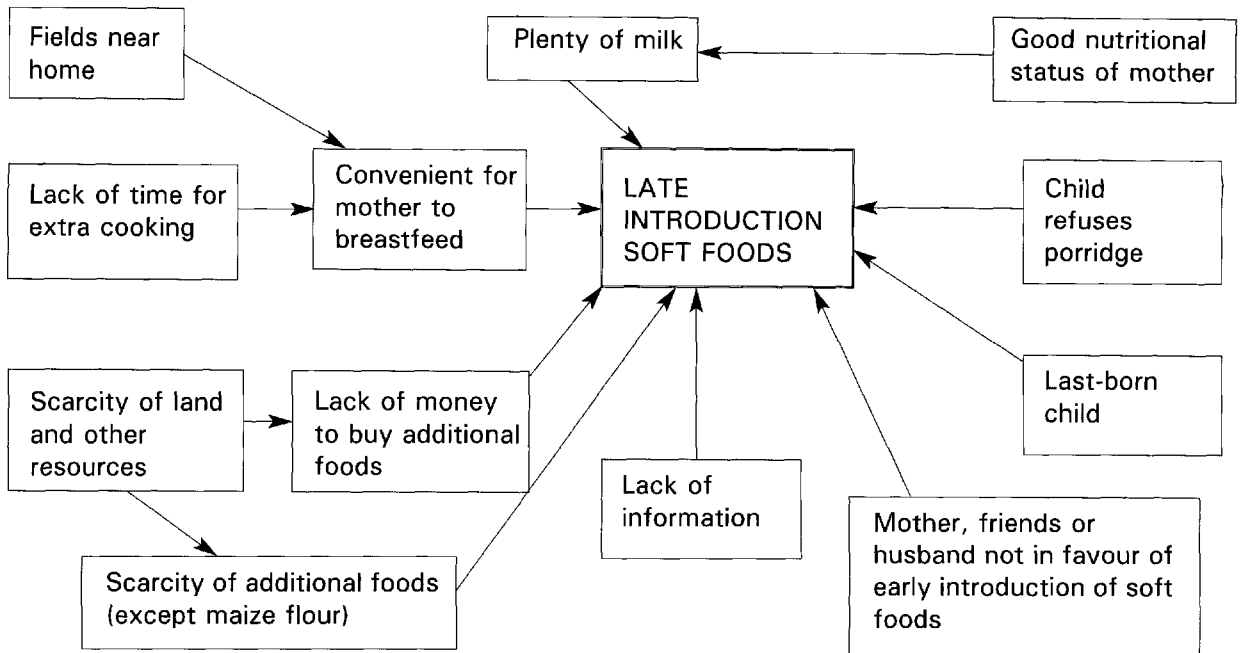 Fields near
home
Plenty of milk
Good nutritional
status of mother
Lack of time for
extra cooking
Convenient for
mother to
breastfeed
LATE
INTRODUCTION
SOFT FOODS
Child
refuses
porridge
Scarcity of land
and other
resources
Lack of money
to buy additional
foods
Last-born
child
Lack of
information
Mother, friends or
husband not in favour of
early introduction of soft
foods
Scarcity of additional foods
(except maize flour)